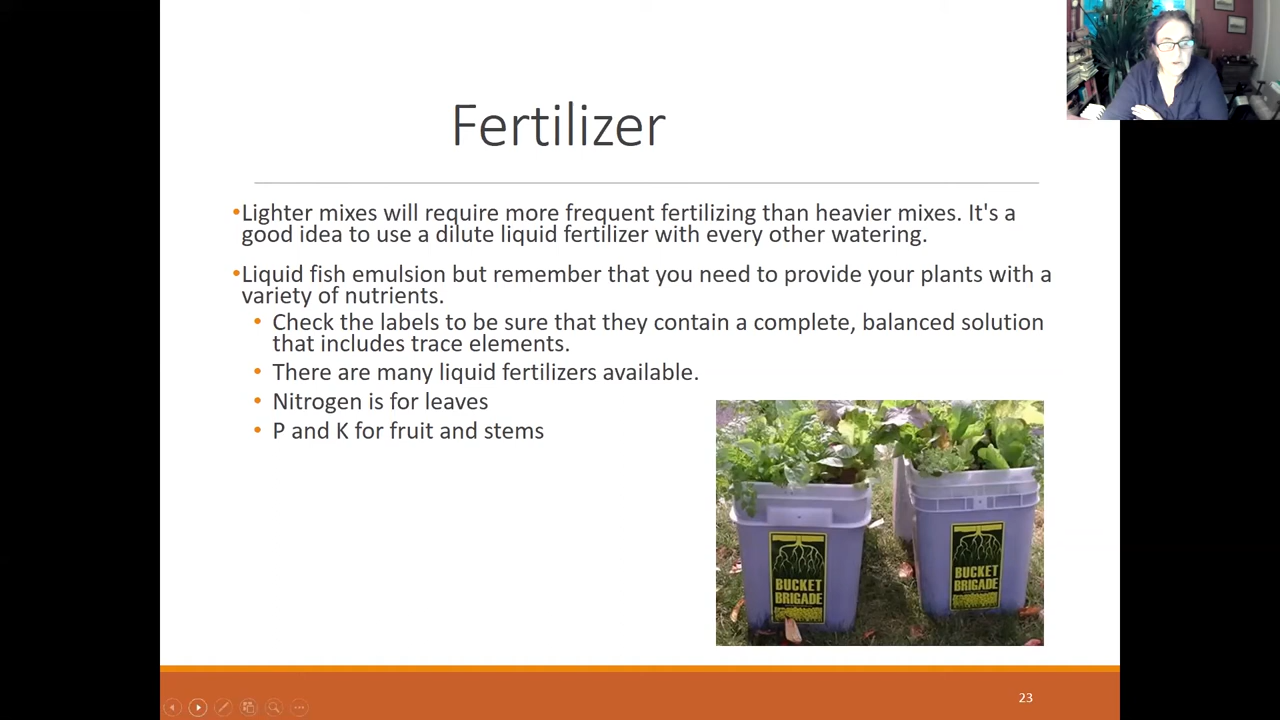 Fertilizer
•Lighter mixes will require more frequent fertilizing than heavier mixes. It's a
good idea to use a dilute liquid fertilizer with every other watering.
•Liquid fish emulsion but remember that you need to provide your plants with a
variety of nutrients.
• Check the labels to be sure that they contain a complete, balanced solution
that includes trace elements.
• There are many liquid fertilizers available.
• Nitrogen is for leaves
• P and K for fruit and stems
BUCKET
BRIGADE
BUCKET
BRIGADE
23